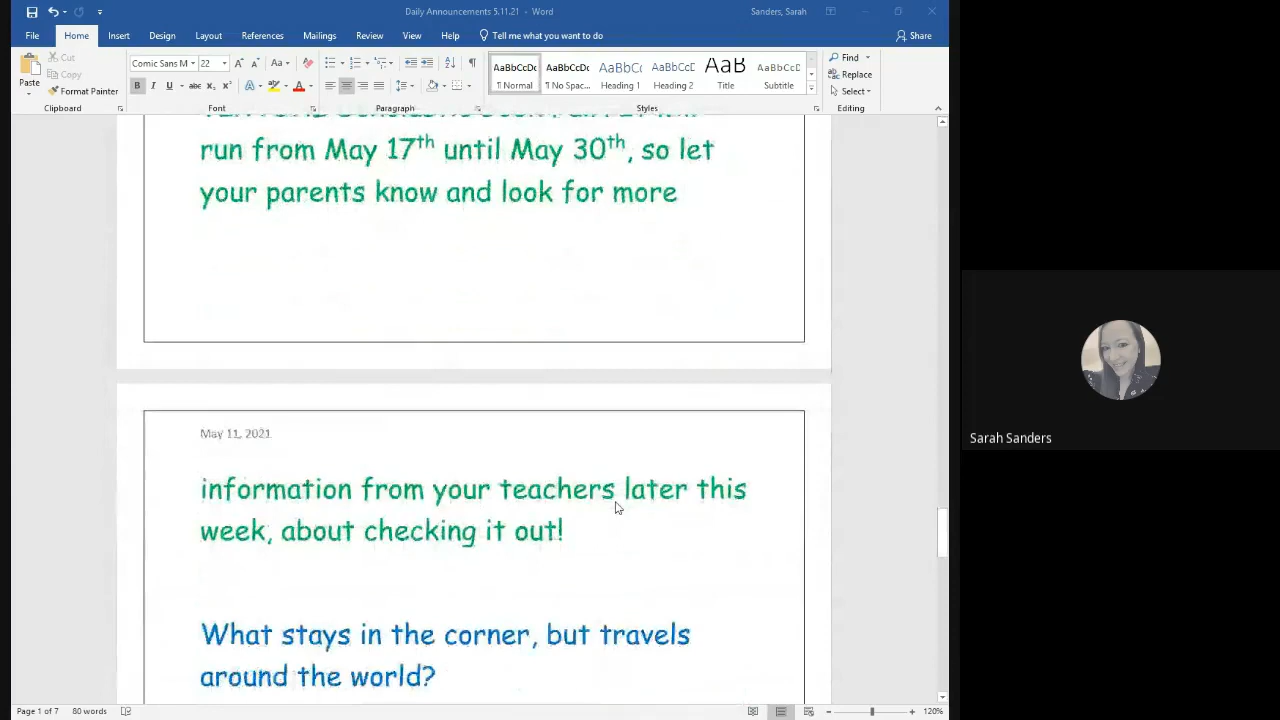 Daily Announcements 5.11.21 - Word
Sanders, Sarah
File
Home
Insert
Design
Layout
References
Mailings
Review
View
Help
Tell me what you want to do
Share
Paste
Cut
Copy
Format Painter
Clipboard
Comic Sans M
22
Font
Paragraph
AaBbCcDc
¶ Normal
AaBbCcDc
¶ No Spac...
AaBbCc
Heading 1
AaBbCcD
Heading 2
AaB
Title
AaBbCcD
Subtitle
Styles
Find
Replace
Select
Editing
run from May 17th until May 30th, so let
your parents know and look for more
May 11, 2021
information from your teachers later this
week, about checking it out!
What stays in the corner, but travels
around the world?
Sarah Sanders
Page 1 of 7
80 words
120%